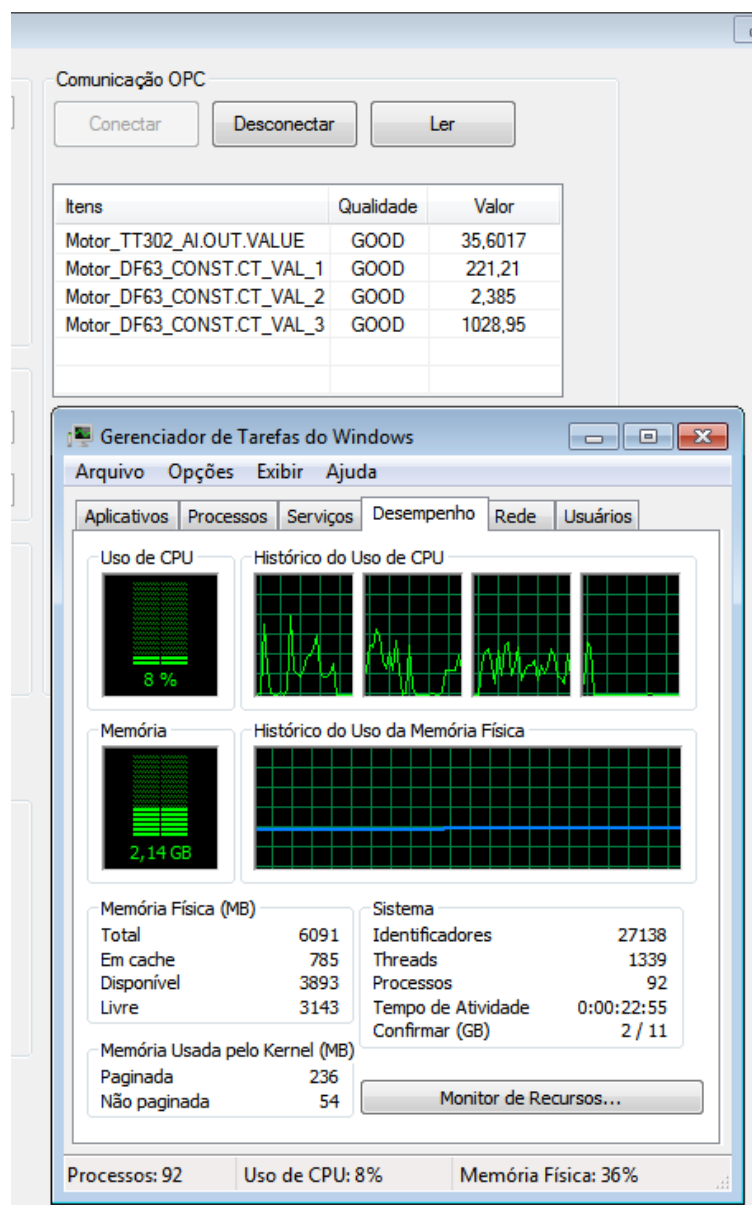 Comunicação OPC
Conectar Desconectar Ler
Itens Qualidade Valor
Motor_TT302_AI.OUT.VALUE GOOD 35,6017
Motor_DF63_CONST.CT_VAL_1 GOOD 221,21
Motor_DF63_CONST.CT_VAL_2 GOOD 2,385
Motor_DF63_CONST.CT_VAL_3 GOOD 1028,95
Gerenciador de Tarefas do Windows
Arquivo Opções Exibir Ajuda
Aplicativos Processos Serviços Desempenho Rede Usuários
Uso de CPU Histórico do Uso de CPU
8 %
Memória Histórico do Uso da Memória Física
2,14 GB
Memória Física (MB)
Total 6091
Em cache 785
Disponível 3893
Livre 3143
Sistema
Identificadores 27138
Threads 1339
Processos 92
Tempo de Atividade 0:00:22:55
Confirmar (GB) 2 / 11
Memória Usada pelo Kernel (MB)
Paginada 236
Não paginada 54
Monitor de Recursos...
Processos: 92 Uso de CPU: 8% Memória Física: 36%